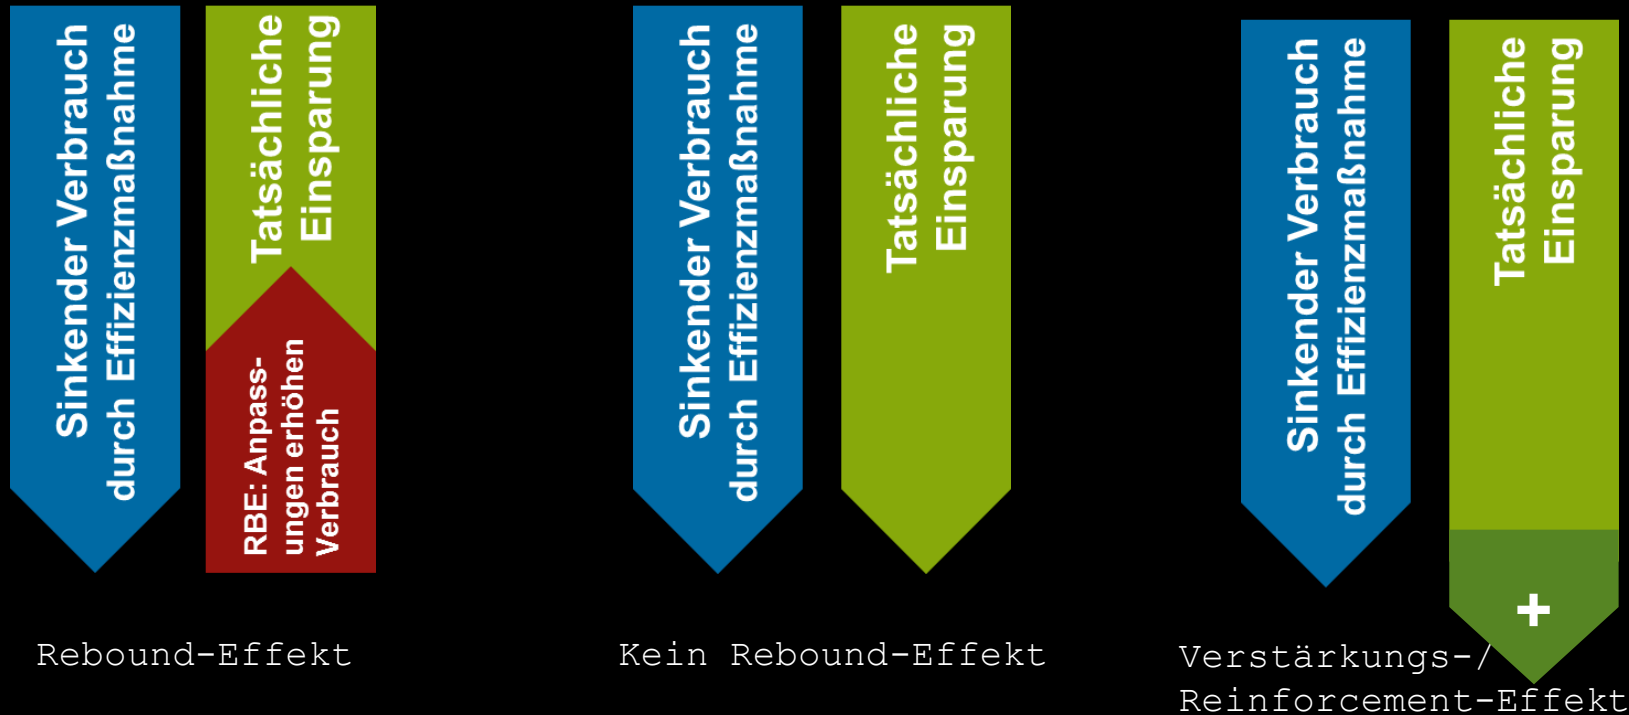 Sinkender Verbrauch
durch Effizienzmaßnahme
Tatsächliche
Einsparung
RBE: Anpass-
ungen erhöhen
Verbrauch
Rebound-Effekt
Sinkender Verbrauch
durch Effizienzmaßnahme
Tatsächliche
Einsparung
Kein Rebound-Effekt
Sinkender Verbrauch
durch Effizienzmaßnahme
Tatsächliche
Einsparung
+
Verstärkungs-/
Reinforcement-Effekt